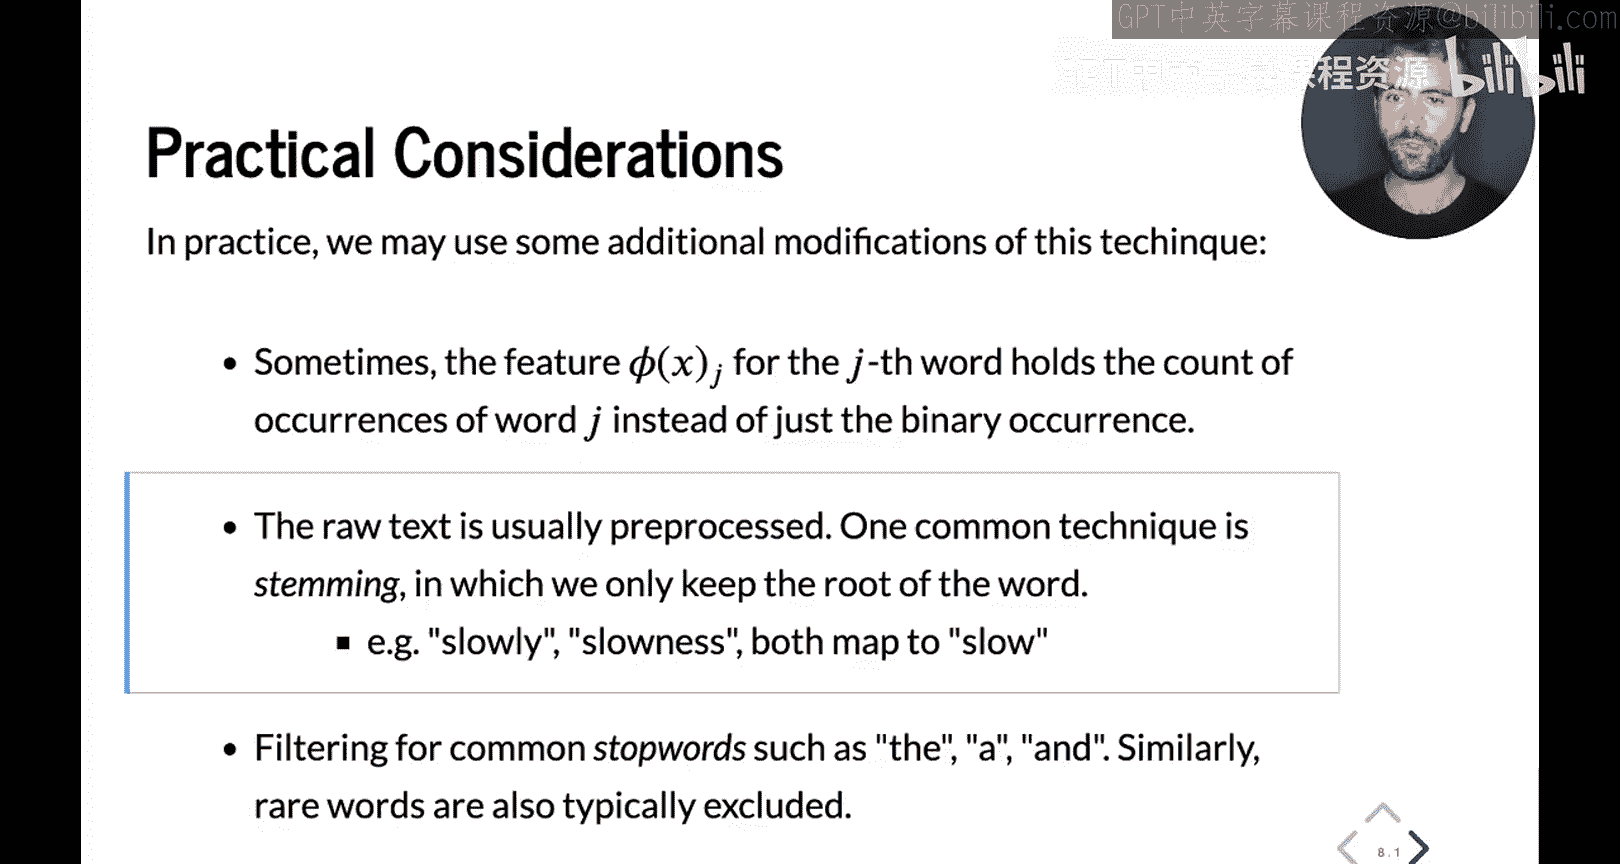 GPT中英字幕课程资源@bilibili.com
程资源 bilibili
Practical Considerations
In practice, we may use some additional modifications of this techinque:
• Sometimes, the feature ϕ(x)ⱼ for the j-th word holds the count of
occurrences of word j instead of just the binary occurrence.
• The raw text is usually preprocessed. One common technique is
stemming, in which we only keep the root of the word.
▪ e.g. "slowly", "slowness", both map to "slow"
• Filtering for common stopwords such as "the", "a", "and". Similarly,
rare words are also typically excluded.
8.1